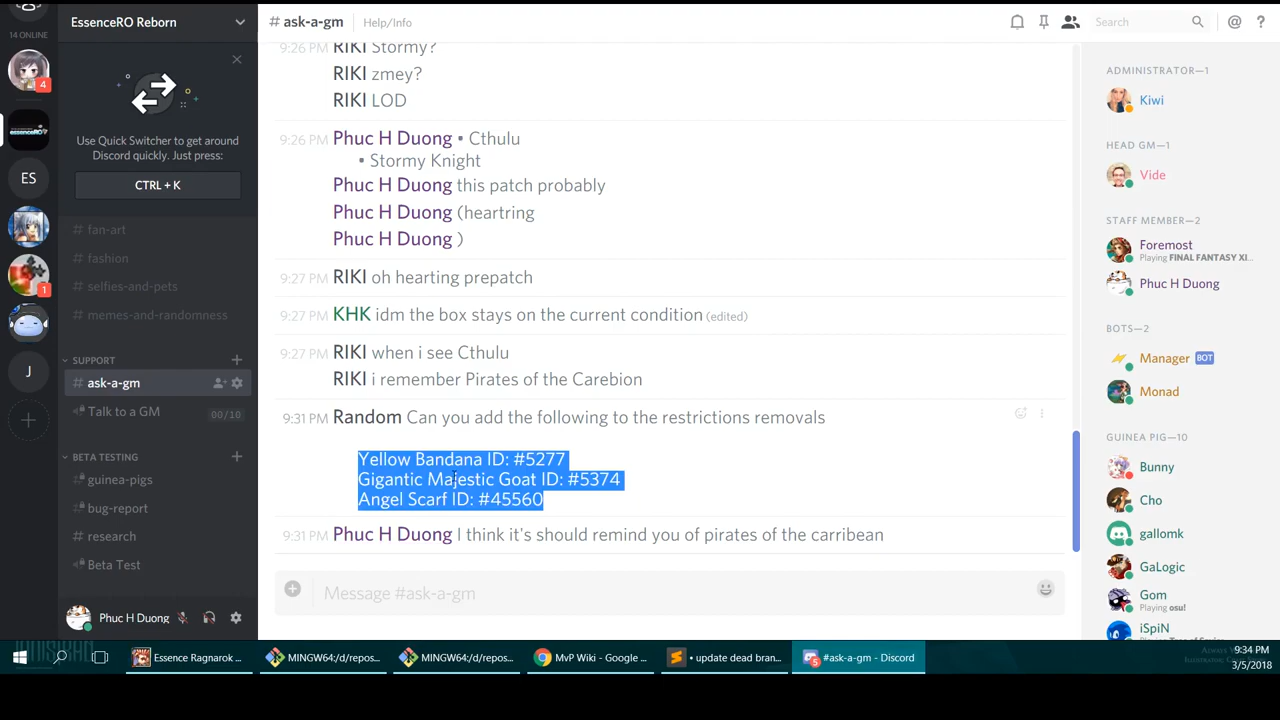 14 ONLINE
4
essenceRO
ES
1
J
EssenceRO Reborn
Use Quick Switcher to get around
Discord quickly. Just press:
CTRL + K
# fan-art
# fashion
# selfies-and-pets
# memes-and-randomness
SUPPORT
# ask-a-gm
Talk to a GM 00/10
BETA TESTING
guinea-pigs
bug-report
# research
Beta Test
Phuc H Duong
# ask-a-gm Help/Info
Search
@ ?
9:26 PM RIKI Stormy?
RIKI zmey?
RIKI LOD
9:26 PM Phuc H Duong • Cthulu
• Stormy Knight
Phuc H Duong this patch probably
Phuc H Duong (heartring
Phuc H Duong )
9:27 PM RIKI oh hearting prepatch
9:27 PM KHK idm the box stays on the current condition (edited)
9:27 PM RIKI when i see Cthulu
RIKI i remember Pirates of the Carebion
9:31 PM Random Can you add the following to the restrictions removals
Yellow Bandana ID: #5277
Gigantic Majestic Goat ID: #5374
Angel Scarf ID: #45560
9:31 PM Phuc H Duong I think it's should remind you of pirates of the carribean
Message #ask-a-gm
ADMINISTRATOR—1
Kiwi
HEAD GM—1
Vide
STAFF MEMBER—2
Foremost
Playing FINAL FANTASY XI...
Phuc H Duong
BOTS—2
Manager BOT
Monad
GUINEA PIG—10
Bunny
Cho
gallomk
GaLogic
Gom
Playing osu!
iSpiN
Essence Ragnarok ...
MINGW64:/d/repos...
MINGW64:/d/repos...
MvP Wiki - Google ...
• update dead bran...
5
#ask-a-gm - Discord
9:34 PM
3/5/2018